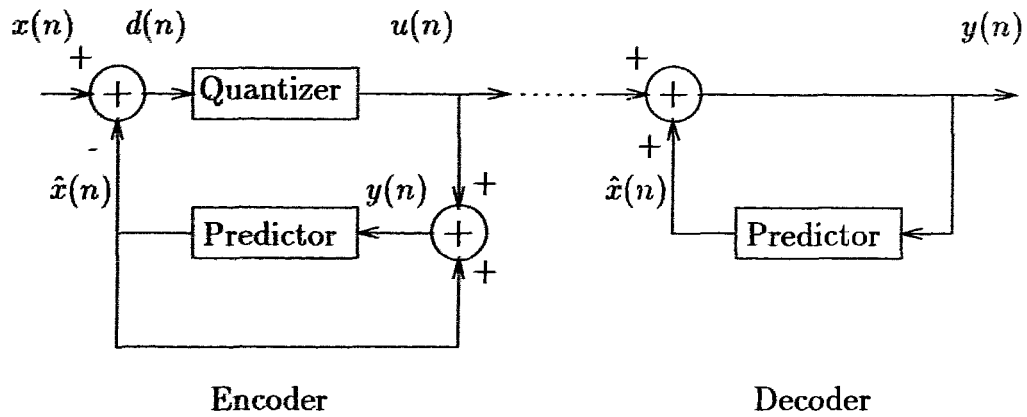 x(n) d(n) u(n) y(n)
+ + Quantizer + +
- +
x̂(n) y(n) + x̂(n)
Predictor + Predictor
+
Encoder Decoder